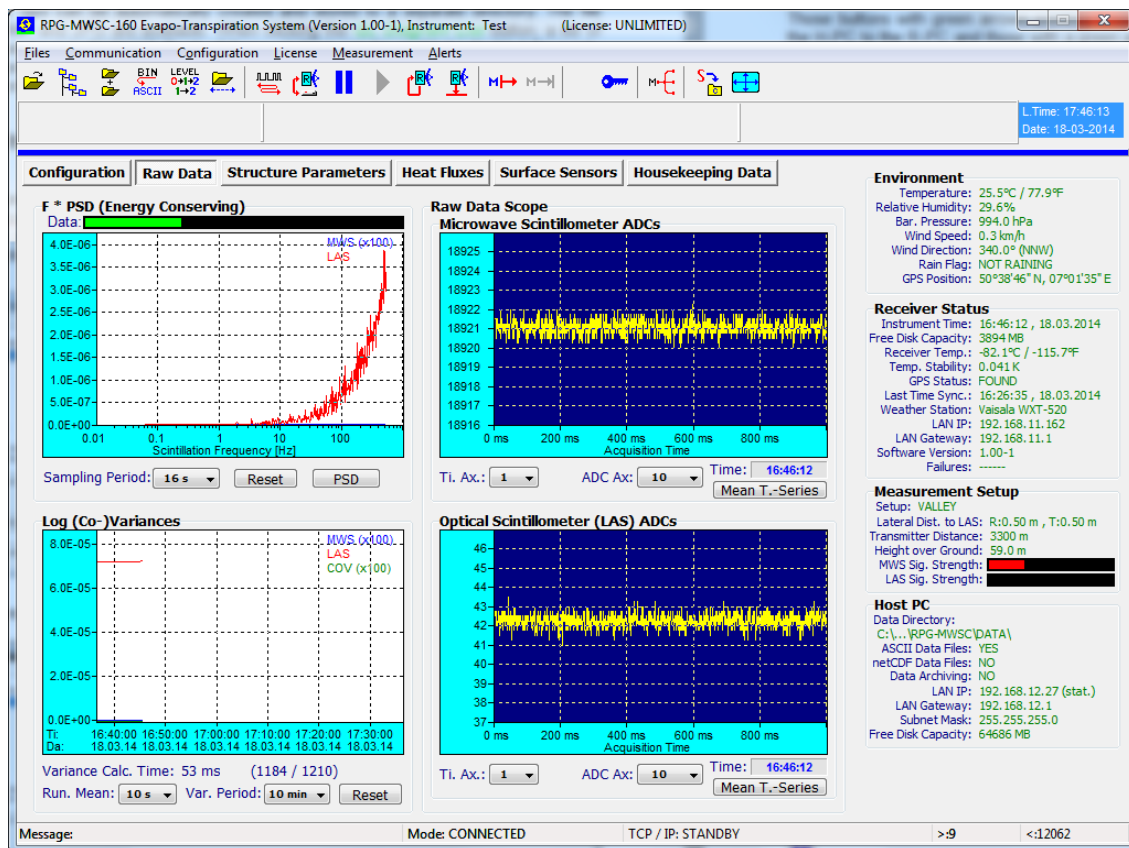 RPG-MWSC-160 Evapo-Transpiration System (Version 1.00-1), Instrument: Test (License: UNLIMITED)
Files Communication Configuration License Measurement Alerts
BIN ASCII LEVEL 0+1+2 1→2
L.Time: 17:46:13
Date: 18-03-2014
Configuration Raw Data Structure Parameters Heat Fluxes Surface Sensors Housekeeping Data
F * PSD (Energy Conserving)
Data:
MWS (x100)
LAS
4.0E-06
3.5E-06
3.0E-06
2.5E-06
2.0E-06
1.5E-06
1.0E-06
5.0E-07
0.0E+00
0.01 0.1 1 10 100
Scintillation Frequency [Hz]
Sampling Period: 16 s Reset PSD
Log (Co-)Variances
MWS (x100)
LAS
COV (x100)
8.0E-05
6.0E-05
4.0E-05
2.0E-05
0.0E+00
Ti: 16:40:00 16:50:00 17:00:00 17:10:00 17:20:00 17:30:00
Da: 18.03.14 18.03.14 18.03.14 18.03.14 18.03.14 18.03.14
Variance Calc. Time: 53 ms (1184 / 1210)
Run. Mean: 10 s Var. Period: 10 min Reset
Raw Data Scope
Microwave Scintillometer ADCs
18925
18924
18923
18922
18921
18920
18919
18918
18917
18916
0 ms 200 ms 400 ms 600 ms 800 ms
Acquisition Time
Ti. Ax.: 1 ADC Ax: 10 Time: 16:46:12
Mean T.-Series
Optical Scintillometer (LAS) ADCs
46
45
44
43
42
41
40
39
38
37
0 ms 200 ms 400 ms 600 ms 800 ms
Acquisition Time
Ti. Ax.: 1 ADC Ax: 10 Time: 16:46:12
Mean T.-Series
Environment
Temperature: 25.5°C / 77.9°F
Relative Humidity: 29.6%
Bar. Pressure: 994.0 hPa
Wind Speed: 0.3 km/h
Wind Direction: 340.0° (NNW)
Rain Flag: NOT RAINING
GPS Position: 50°38'46" N, 07°01'35" E
Receiver Status
Instrument Time: 16:46:12 , 18.03.2014
Free Disk Capacity: 3894 MB
Receiver Temp.: -82.1°C / -115.7°F
Temp. Stability: 0.041 K
GPS Status: FOUND
Last Time Sync.: 16:26:35 , 18.03.2014
Weather Station: Vaisala WXT-520
LAN IP: 192.168.11.162
LAN Gateway: 192.168.11.1
Software Version: 1.00-1
Failures: ------
Measurement Setup
Setup: VALLEY
Lateral Dist. to LAS: R:0.50 m , T:0.50 m
Transmitter Distance: 3300 m
Height over Ground: 59.0 m
MWS Sig. Strength:
LAS Sig. Strength:
Host PC
Data Directory:
C:\...\RPG-MWSC\DATA\
ASCII Data Files: YES
netCDF Data Files: NO
Data Archiving: NO
LAN IP: 192.168.12.27 (stat.)
LAN Gateway: 192.168.12.1
Subnet Mask: 255.255.255.0
Free Disk Capacity: 64686 MB
Message: Mode: CONNECTED TCP / IP: STANDBY >:9 <:12062